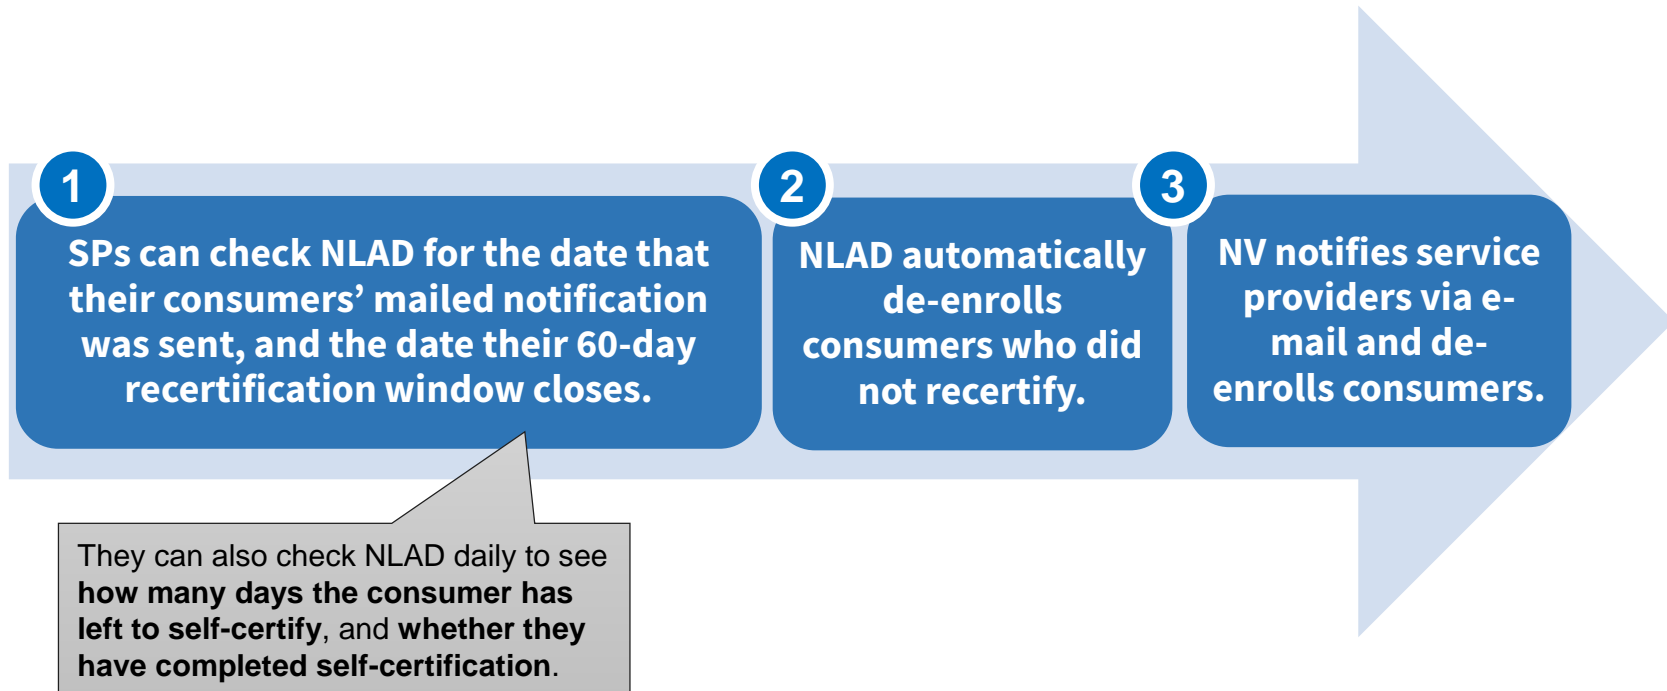 1
SPs can check NLAD for the date that
their consumers’ mailed notification
was sent, and the date their 60-day
recertification window closes.
2
NLAD automatically
de-enrolls
consumers who did
not recertify.
3
NV notifies service
providers via e-
mail and de-
enrolls consumers.
They can also check NLAD daily to see
how many days the consumer has
left to self-certify, and whether they
have completed self-certification.